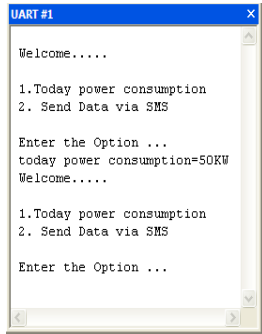 UART #1
Welcome.....
1.Today power consumption
2. Send Data via SMS
Enter the Option ...
today power consumption=50KW
Welcome.....
1.Today power consumption
2. Send Data via SMS
Enter the Option ...